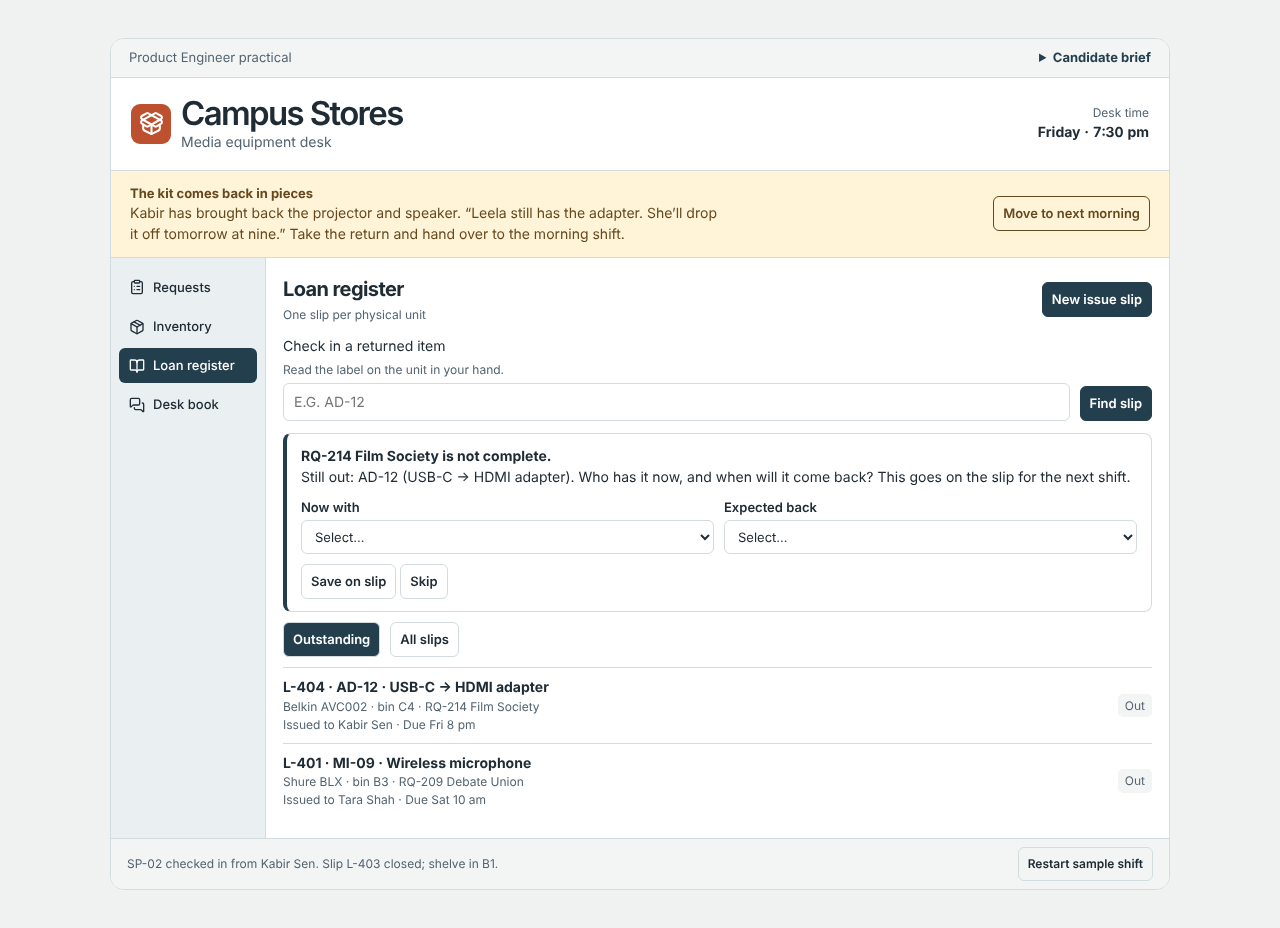 Product Engineer practical
Candidate brief
Campus Stores
Media equipment desk
Desk time
Friday · 7:30 pm
The kit comes back in pieces
Kabir has brought back the projector and speaker. “Leela still has the adapter. She’ll drop
it off tomorrow at nine.” Take the return and hand over to the morning shift.
Move to next morning
Requests
Inventory
Loan register
Desk book
Loan register
One slip per physical unit
New issue slip
Check in a returned item
Read the label on the unit in your hand.
E.G. AD-12
Find slip
RQ-214 Film Society is not complete.
Still out: AD-12 (USB-C → HDMI adapter). Who has it now, and when will it come back? This goes on the slip for the next shift.
Now with
Expected back
Select...
Select...
Save on slip
Skip
Outstanding
All slips
L-404 · AD-12 · USB-C → HDMI adapter
Belkin AVC002 · bin C4 · RQ-214 Film Society
Issued to Kabir Sen · Due Fri 8 pm
Out
L-401 · MI-09 · Wireless microphone
Shure BLX · bin B3 · RQ-209 Debate Union
Issued to Tara Shah · Due Sat 10 am
Out
SP-02 checked in from Kabir Sen. Slip L-403 closed; shelve in B1.
Restart sample shift